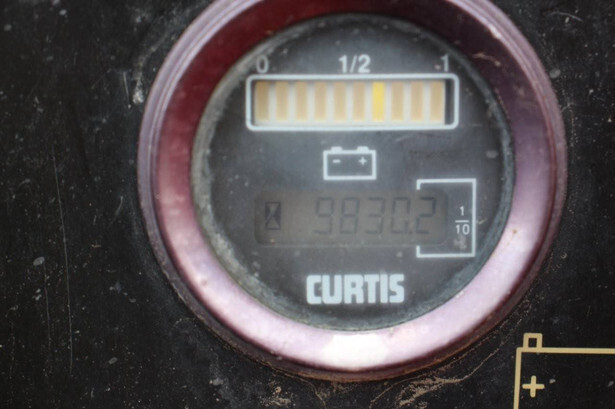 0 1/2 1
- +
9830.2
1/10
CURTIS
+